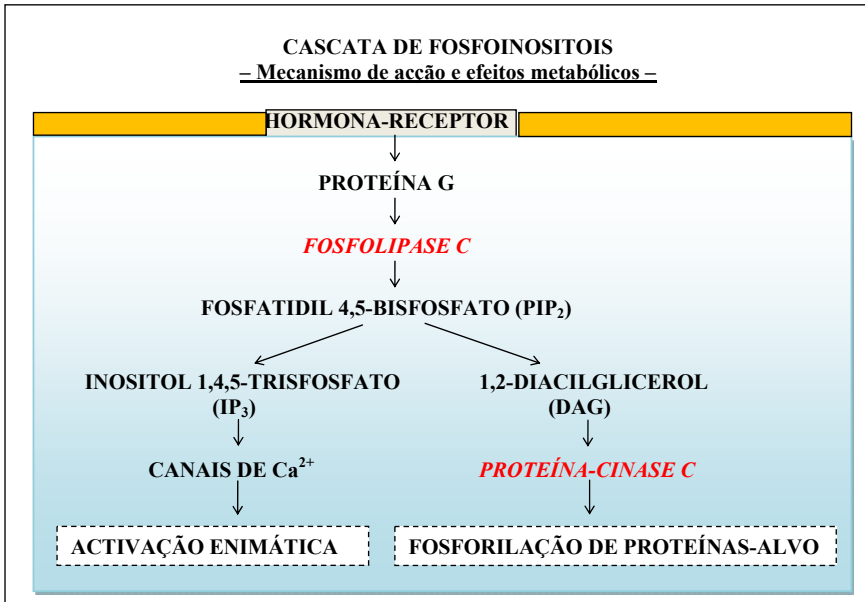 CASCATA DE FOSFOINOSITOIS
– Mecanismo de acção e efeitos metabólicos –
HORMONA-RECEPTOR
PROTEÍNA G
FOSFOLIPASE C
FOSFATIDIL 4,5-BISFOSFATO (PIP₂)
INOSITOL 1,4,5-TRISFOSFATO
(IP₃)
1,2-DIACILGLICEROL
(DAG)
CANAIS DE Ca²⁺
PROTEÍNA-CINASE C
ACTIVAÇÃO ENIMÁTICA
FOSFORILAÇÃO DE PROTEÍNAS-ALVO